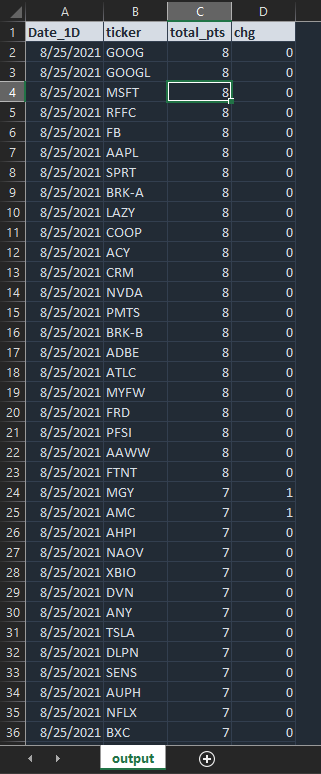 A B C D
1 Date_1D ticker total_pts chg
2 8/25/2021 GOOG 8 0
3 8/25/2021 GOOGL 8 0
4 8/25/2021 MSFT 8 0
5 8/25/2021 RFFC 8 0
6 8/25/2021 FB 8 0
7 8/25/2021 AAPL 8 0
8 8/25/2021 SPRT 8 0
9 8/25/2021 BRK-A 8 0
10 8/25/2021 LAZY 8 0
11 8/25/2021 COOP 8 0
12 8/25/2021 ACY 8 0
13 8/25/2021 CRM 8 0
14 8/25/2021 NVDA 8 0
15 8/25/2021 PMTS 8 0
16 8/25/2021 BRK-B 8 0
17 8/25/2021 ADBE 8 0
18 8/25/2021 ATLC 8 0
19 8/25/2021 MYFW 8 0
20 8/25/2021 FRD 8 0
21 8/25/2021 PFSI 8 0
22 8/25/2021 AAWW 8 0
23 8/25/2021 FTNT 8 0
24 8/25/2021 MGY 7 1
25 8/25/2021 AMC 7 1
26 8/25/2021 AHPI 7 0
27 8/25/2021 NAOV 7 0
28 8/25/2021 XBIO 7 0
29 8/25/2021 DVN 7 0
30 8/25/2021 ANY 7 0
31 8/25/2021 TSLA 7 0
32 8/25/2021 DLPN 7 0
33 8/25/2021 SENS 7 0
34 8/25/2021 AUPH 7 0
35 8/25/2021 NFLX 7 0
36 8/25/2021 BXC 7 0
output